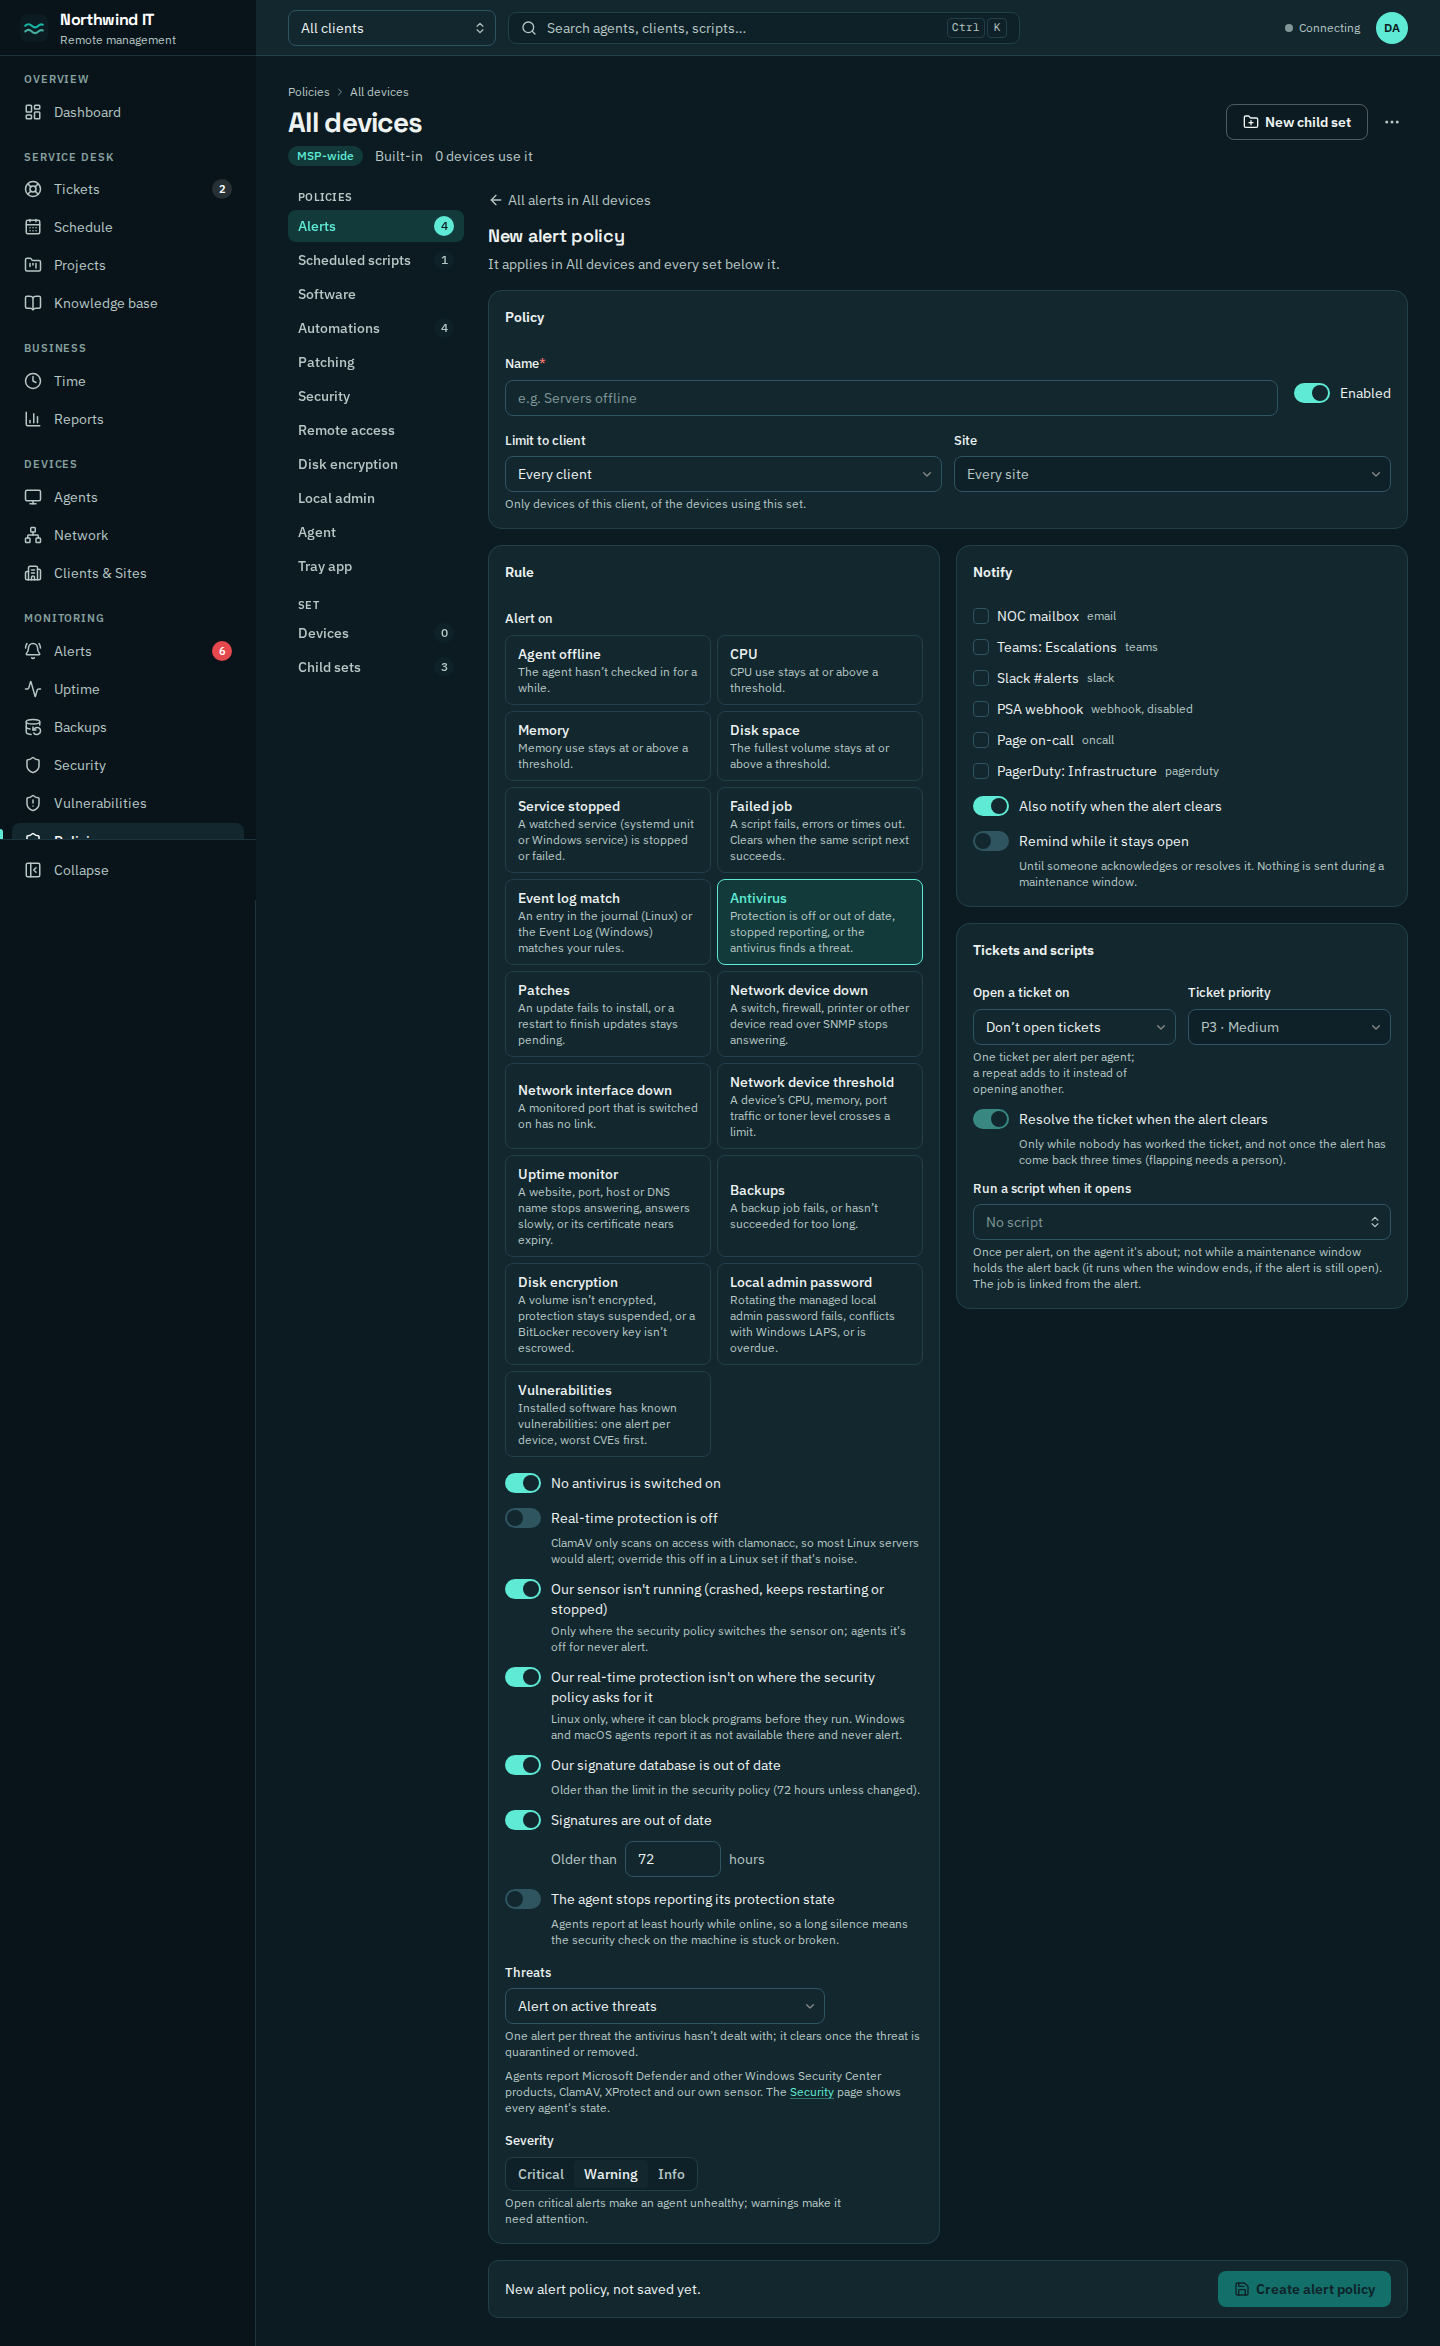 Northwind IT
Remote management
All clients
Search agents, clients, scripts...
Ctrl K
Connecting
DA
OVERVIEW
Dashboard
SERVICE DESK
Tickets 2
Schedule
Projects
Knowledge base
BUSINESS
Time
Reports
DEVICES
Agents
Network
Clients & Sites
MONITORING
Alerts 6
Uptime
Backups
Security
Vulnerabilities
Collapse
Policies > All devices
All devices
New child set
MSP-wide Built-in 0 devices use it
POLICIES
Alerts 4
Scheduled scripts 1
Software
Automations 4
Patching
Security
Remote access
Disk encryption
Local admin
Agent
Tray app
SET
Devices 0
Child sets 3
All alerts in All devices
New alert policy
It applies in All devices and every set below it.
Policy
Name*
e.g. Servers offline
Enabled
Limit to client
Every client
Only devices of this client, of the devices using this set.
Site
Every site
Rule
Alert on
Agent offline
The agent hasn’t checked in for a
while.
CPU
CPU use stays at or above a
threshold.
Memory
Memory use stays at or above a
threshold.
Disk space
The fullest volume stays at or
above a threshold.
Service stopped
A watched service (systemd unit
or Windows service) is stopped
or failed.
Failed job
A script fails, errors or times out.
Clears when the same script next
succeeds.
Event log match
An entry in the journal (Linux) or
the Event Log (Windows)
matches your rules.
Antivirus
Protection is off or out of date,
stopped reporting, or the
antivirus finds a threat.
Patches
An update fails to install, or a
restart to finish updates stays
pending.
Network device down
A switch, firewall, printer or other
device read over SNMP stops
answering.
Network interface down
A monitored port that is switched
on has no link.
Network device threshold
A device’s CPU, memory, port
traffic or toner level crosses a
limit.
Uptime monitor
A website, port, host or DNS
name stops answering, answers
slowly, or its certificate nears
expiry.
Backups
A backup job fails, or hasn’t
succeeded for too long.
Disk encryption
A volume isn’t encrypted,
protection stays suspended, or a
BitLocker recovery key isn’t
escrowed.
Local admin password
Rotating the managed local
admin password fails, conflicts
with Windows LAPS, or is
overdue.
Vulnerabilities
Installed software has known
vulnerabilities: one alert per
device, worst CVEs first.
No antivirus is switched on
Real-time protection is off
ClamAV only scans on access with clamonacc, so most Linux servers
would alert; override this off in a Linux set if that's noise.
Our sensor isn't running (crashed, keeps restarting or
stopped)
Only where the security policy switches the sensor on; agents it's
off for never alert.
Our real-time protection isn't on where the security
policy asks for it
Linux only, where it can block programs before they run. Windows
and macOS agents report it as not available there and never alert.
Our signature database is out of date
Older than the limit in the security policy (72 hours unless changed).
Signatures are out of date
Older than 72 hours
The agent stops reporting its protection state
Agents report at least hourly while online, so a long silence means
the security check on the machine is stuck or broken.
Threats
Alert on active threats
One alert per threat the antivirus hasn’t dealt with; it clears once the threat is
quarantined or removed.
Agents report Microsoft Defender and other Windows Security Center
products, ClamAV, XProtect and our own sensor. The Security page shows
every agent's state.
Severity
Critical Warning Info
Open critical alerts make an agent unhealthy; warnings make it
need attention.
Notify
NOC mailbox email
Teams: Escalations teams
Slack #alerts slack
PSA webhook webhook, disabled
Page on-call oncall
PagerDuty: Infrastructure pagerduty
Also notify when the alert clears
Remind while it stays open
Until someone acknowledges or resolves it. Nothing is sent during a
maintenance window.
Tickets and scripts
Open a ticket on
Don’t open tickets
One ticket per alert per agent;
a repeat adds to it instead of
opening another.
Ticket priority
P3 · Medium
Resolve the ticket when the alert clears
Only while nobody has worked the ticket, and not once the alert has
come back three times (flapping needs a person).
Run a script when it opens
No script
Once per alert, on the agent it's about; not while a maintenance window
holds the alert back (it runs when the window ends, if the alert is still open).
The job is linked from the alert.
New alert policy, not saved yet.
Create alert policy